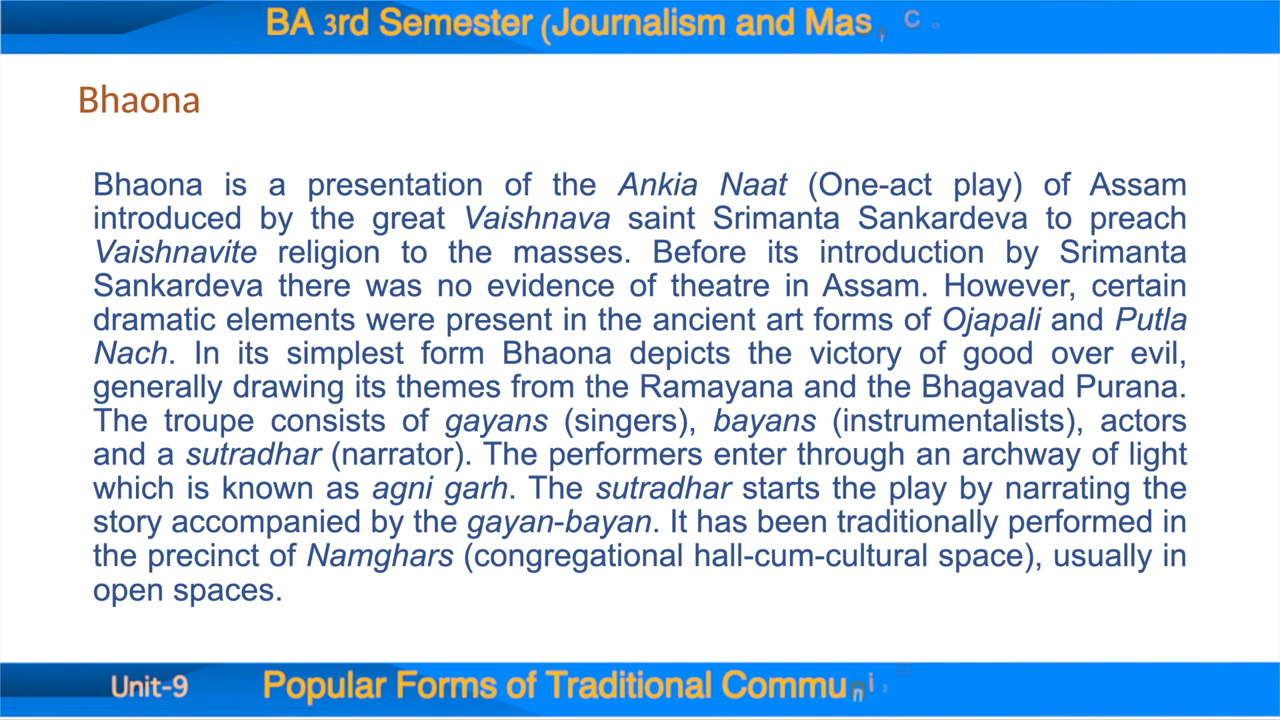 BA 3rd Semester (Journalism and Mas
Bhaona
Bhaona is a presentation of the Ankia Naat (One-act play) of Assam
introduced by the great Vaishnava saint Srimanta Sankardeva to preach
Vaishnavite religion to the masses. Before its introduction by Srimanta
Sankardeva there was no evidence of theatre in Assam. However, certain
dramatic elements were present in the ancient art forms of Ojapali and Putla
Nach. In its simplest form Bhaona depicts the victory of good over evil,
generally drawing its themes from the Ramayana and the Bhagavad Purana.
The troupe consists of gayans (singers), bayans (instrumentalists), actors
and a sutradhar (narrator). The performers enter through an archway of light
which is known as agni garh. The sutradhar starts the play by narrating the
story accompanied by the gayan-bayan. It has been traditionally performed in
the precinct of Namghars (congregational hall-cum-cultural space), usually in
open spaces.
Unit-9
Popular Forms of Traditional Commu